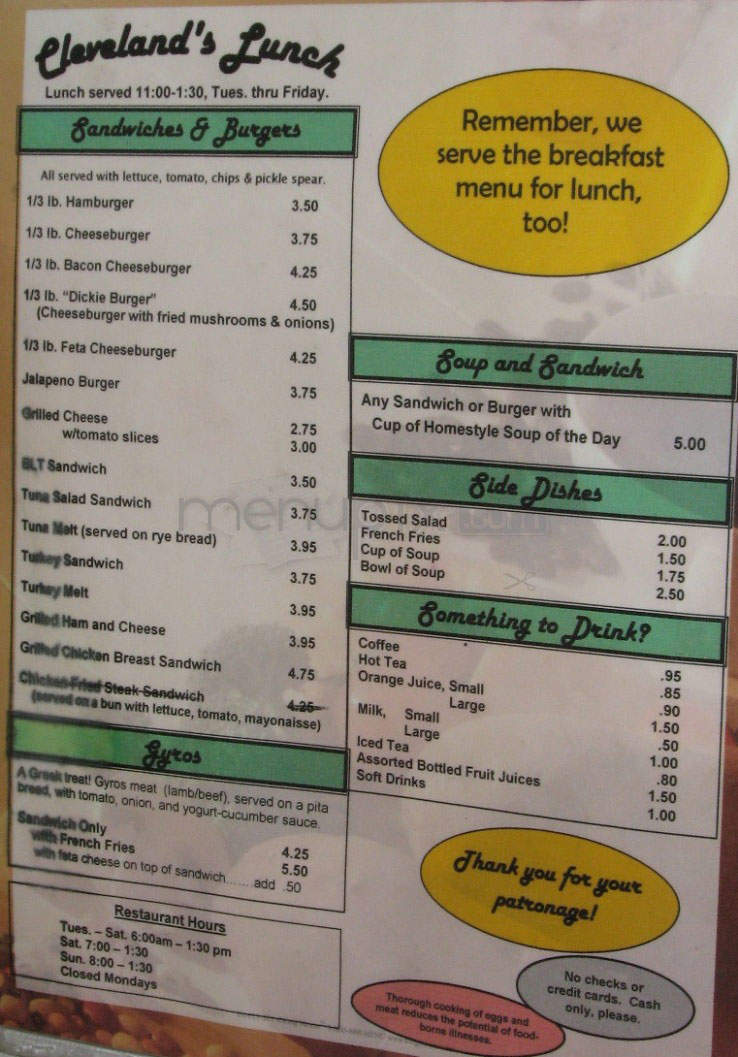 Cleveland's Lunch
Lunch served 11:00-1:30, Tues. thru Friday.
Sandwiches & Burgers
All served with lettuce, tomato, chips & pickle spear.
1/3 lb. Hamburger 3.50
1/3 lb. Cheeseburger 3.75
1/3 lb. Bacon Cheeseburger 4.25
1/3 lb. "Dickie Burger" 4.50
(Cheeseburger with fried mushrooms & onions)
1/3 lb. Feta Cheeseburger 4.25
Jalapeno Burger 3.75
Grilled Cheese 2.75
w/tomato slices 3.00
BLT Sandwich 3.50
Tuna Salad Sandwich 3.75
Tuna Melt (served on rye bread) 3.95
Turkey Sandwich 3.75
Turkey Melt 3.95
Grilled Ham and Cheese 3.95
Grilled Chicken Breast Sandwich 4.75
Chicken Fried Steak Sandwich 4.25
(served on a bun with lettuce, tomato, mayonaisse)
Gyros
A Greek treat! Gyros meat (lamb/beef), served on a pita
bread, with tomato, onion, and yogurt-cucumber sauce.
Sandwich Only 4.25
with French Fries 5.50
with feta cheese on top of sandwich...... add .50
Restaurant Hours
Tues. – Sat. 6:00am – 1:30 pm
Sat. 7:00 – 1:30
Sun. 8:00 – 1:30
Closed Mondays
Remember, we
serve the breakfast
menu for lunch,
too!
Soup and Sandwich
Any Sandwich or Burger with
Cup of Homestyle Soup of the Day 5.00
Side Dishes
Tossed Salad 2.00
French Fries 1.50
Cup of Soup 1.75
Bowl of Soup 2.50
Something to Drink?
Coffee .95
Hot Tea .85
Orange Juice, Small .90
Large 1.50
Milk, Small .50
Large 1.00
Iced Tea .80
Assorted Bottled Fruit Juices 1.50
Soft Drinks 1.00
Thank you for your
patronage!
No checks or
credit cards. Cash
only, please.
Thorough cooking of eggs and
meat reduces the potential of food-
borne illnesses.